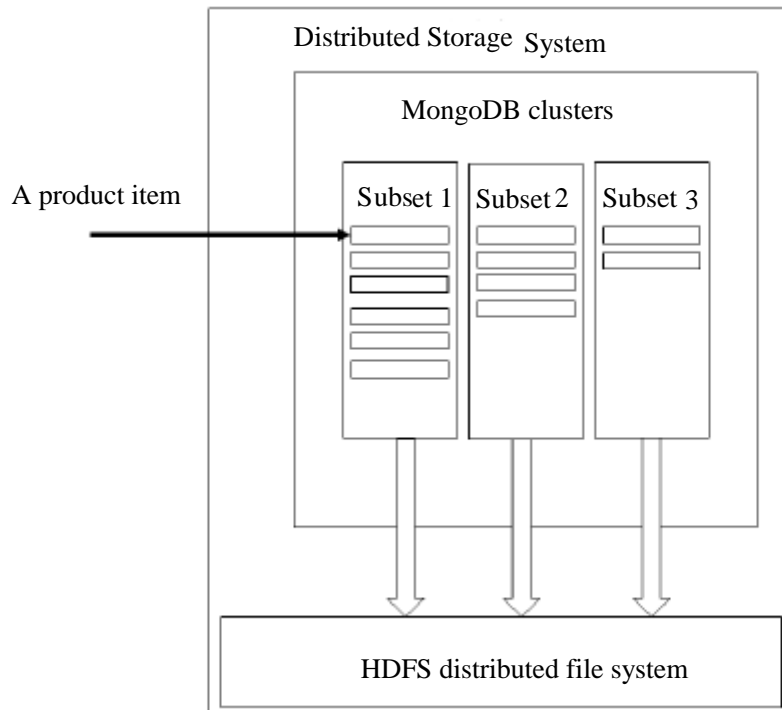 Distributed Storage System
MongoDB clusters
A product item
Subset 1
Subset 2
Subset 3
HDFS distributed file system